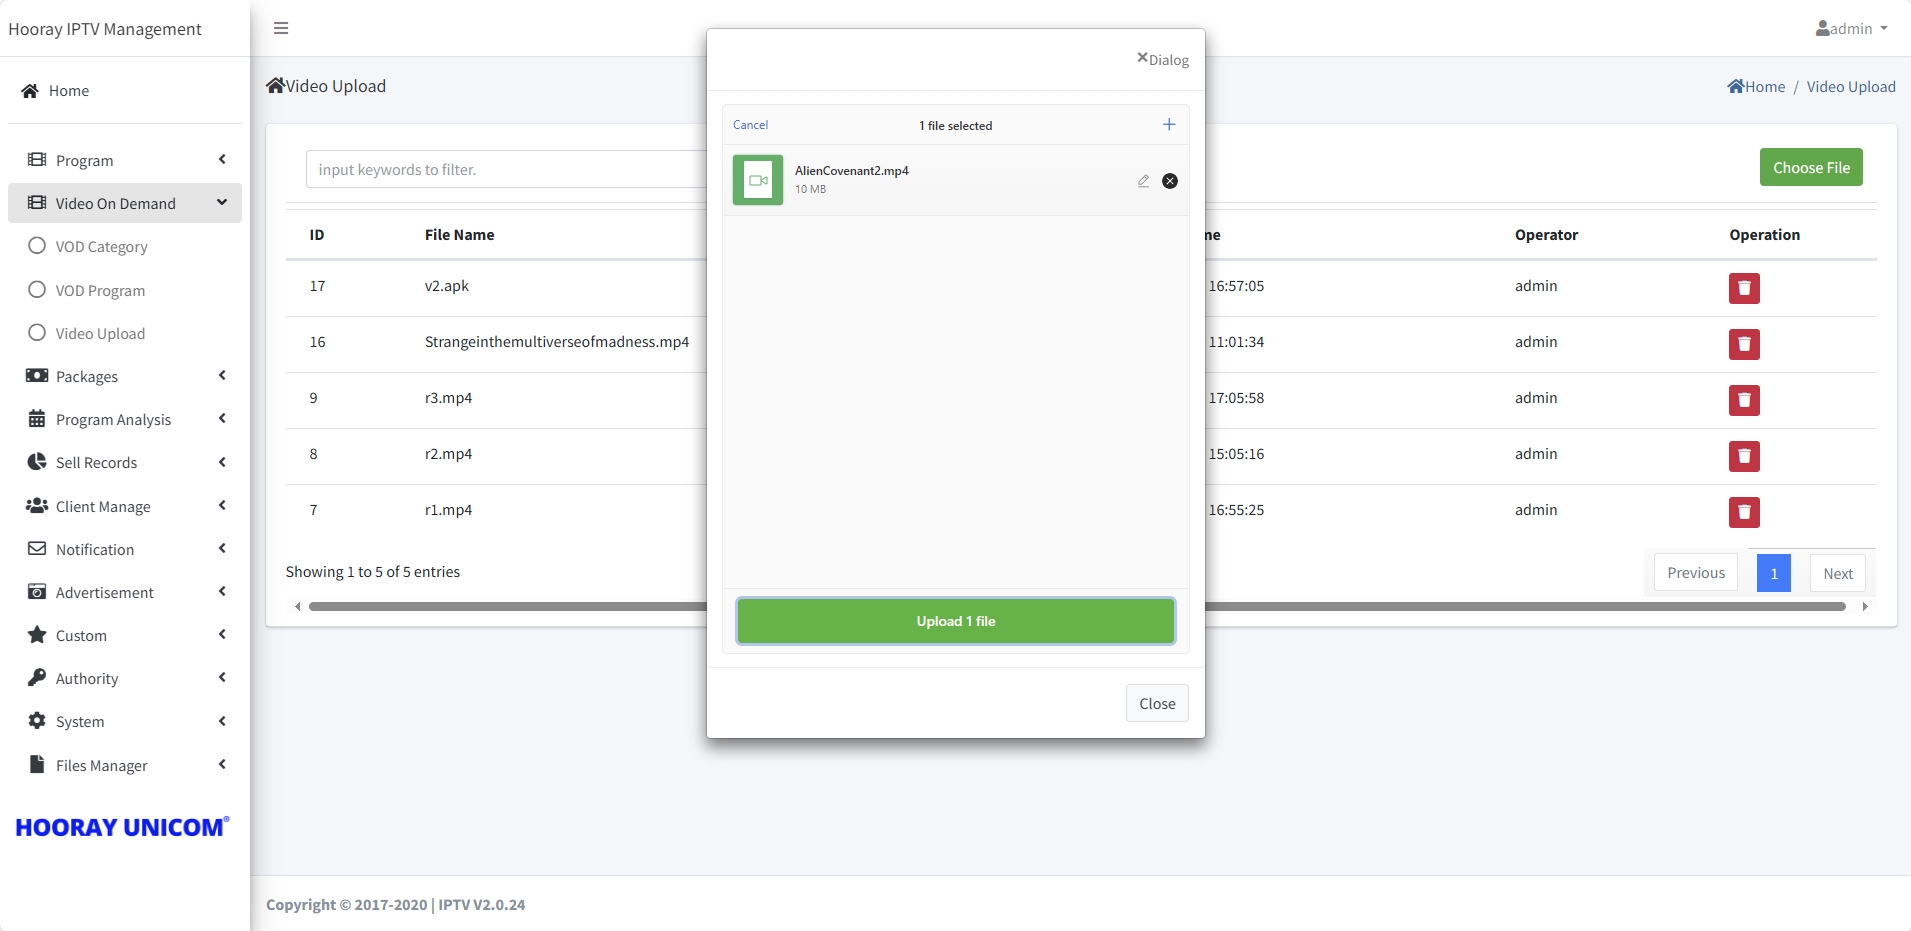 Hooray IPTV Management
admin
Home
Program
Video On Demand
VOD Category
VOD Program
Video Upload
Packages
Program Analysis
Sell Records
Client Manage
Notification
Advertisement
Custom
Authority
System
Files Manager
HOORAY UNICOM®
Video Upload
Home / Video Upload
input keywords to filter.
Choose File
ID File Name me Operator Operation
17 v2.apk 16:57:05 admin
16 Strangeinthemultiverseofmadness.mp4 11:01:34 admin
9 r3.mp4 17:05:58 admin
8 r2.mp4 15:05:16 admin
7 r1.mp4 16:55:25 admin
Showing 1 to 5 of 5 entries
Previous 1 Next
×Dialog
Cancel 1 file selected +
AlienCovenant2.mp4
10 MB
Upload 1 file
Close
Copyright © 2017-2020 | IPTV V2.0.24